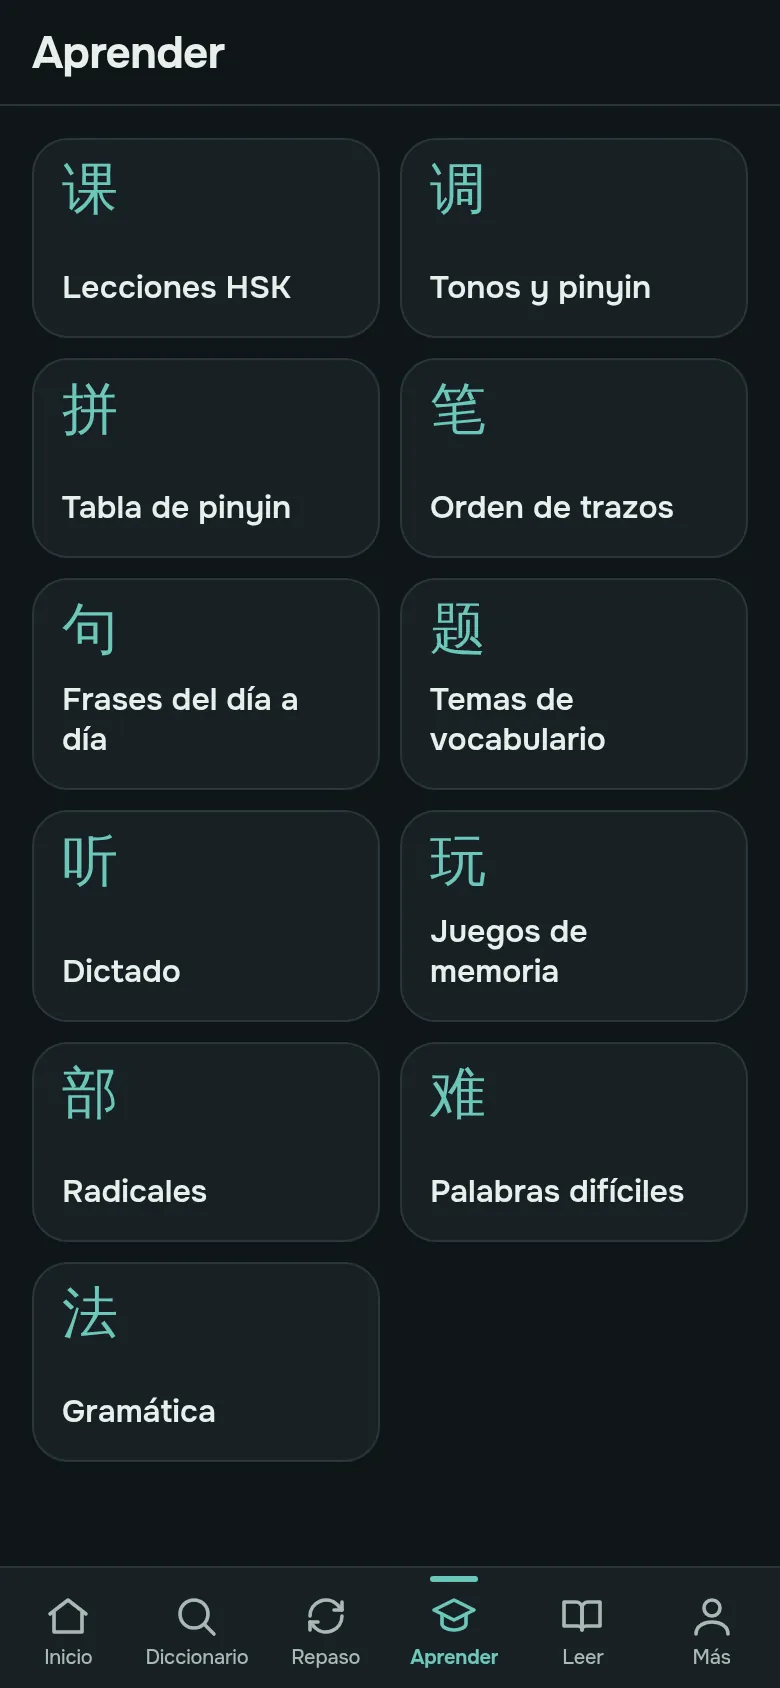 Aprender
课
Lecciones HSK
调
Tonos y pinyin
拼
Tabla de pinyin
笔
Orden de trazos
句
Frases del día a
día
题
Temas de
vocabulario
听
Dictado
玩
Juegos de
memoria
部
Radicales
难
Palabras difíciles
法
Gramática
Inicio
Diccionario
Repaso
Aprender
Leer
Más